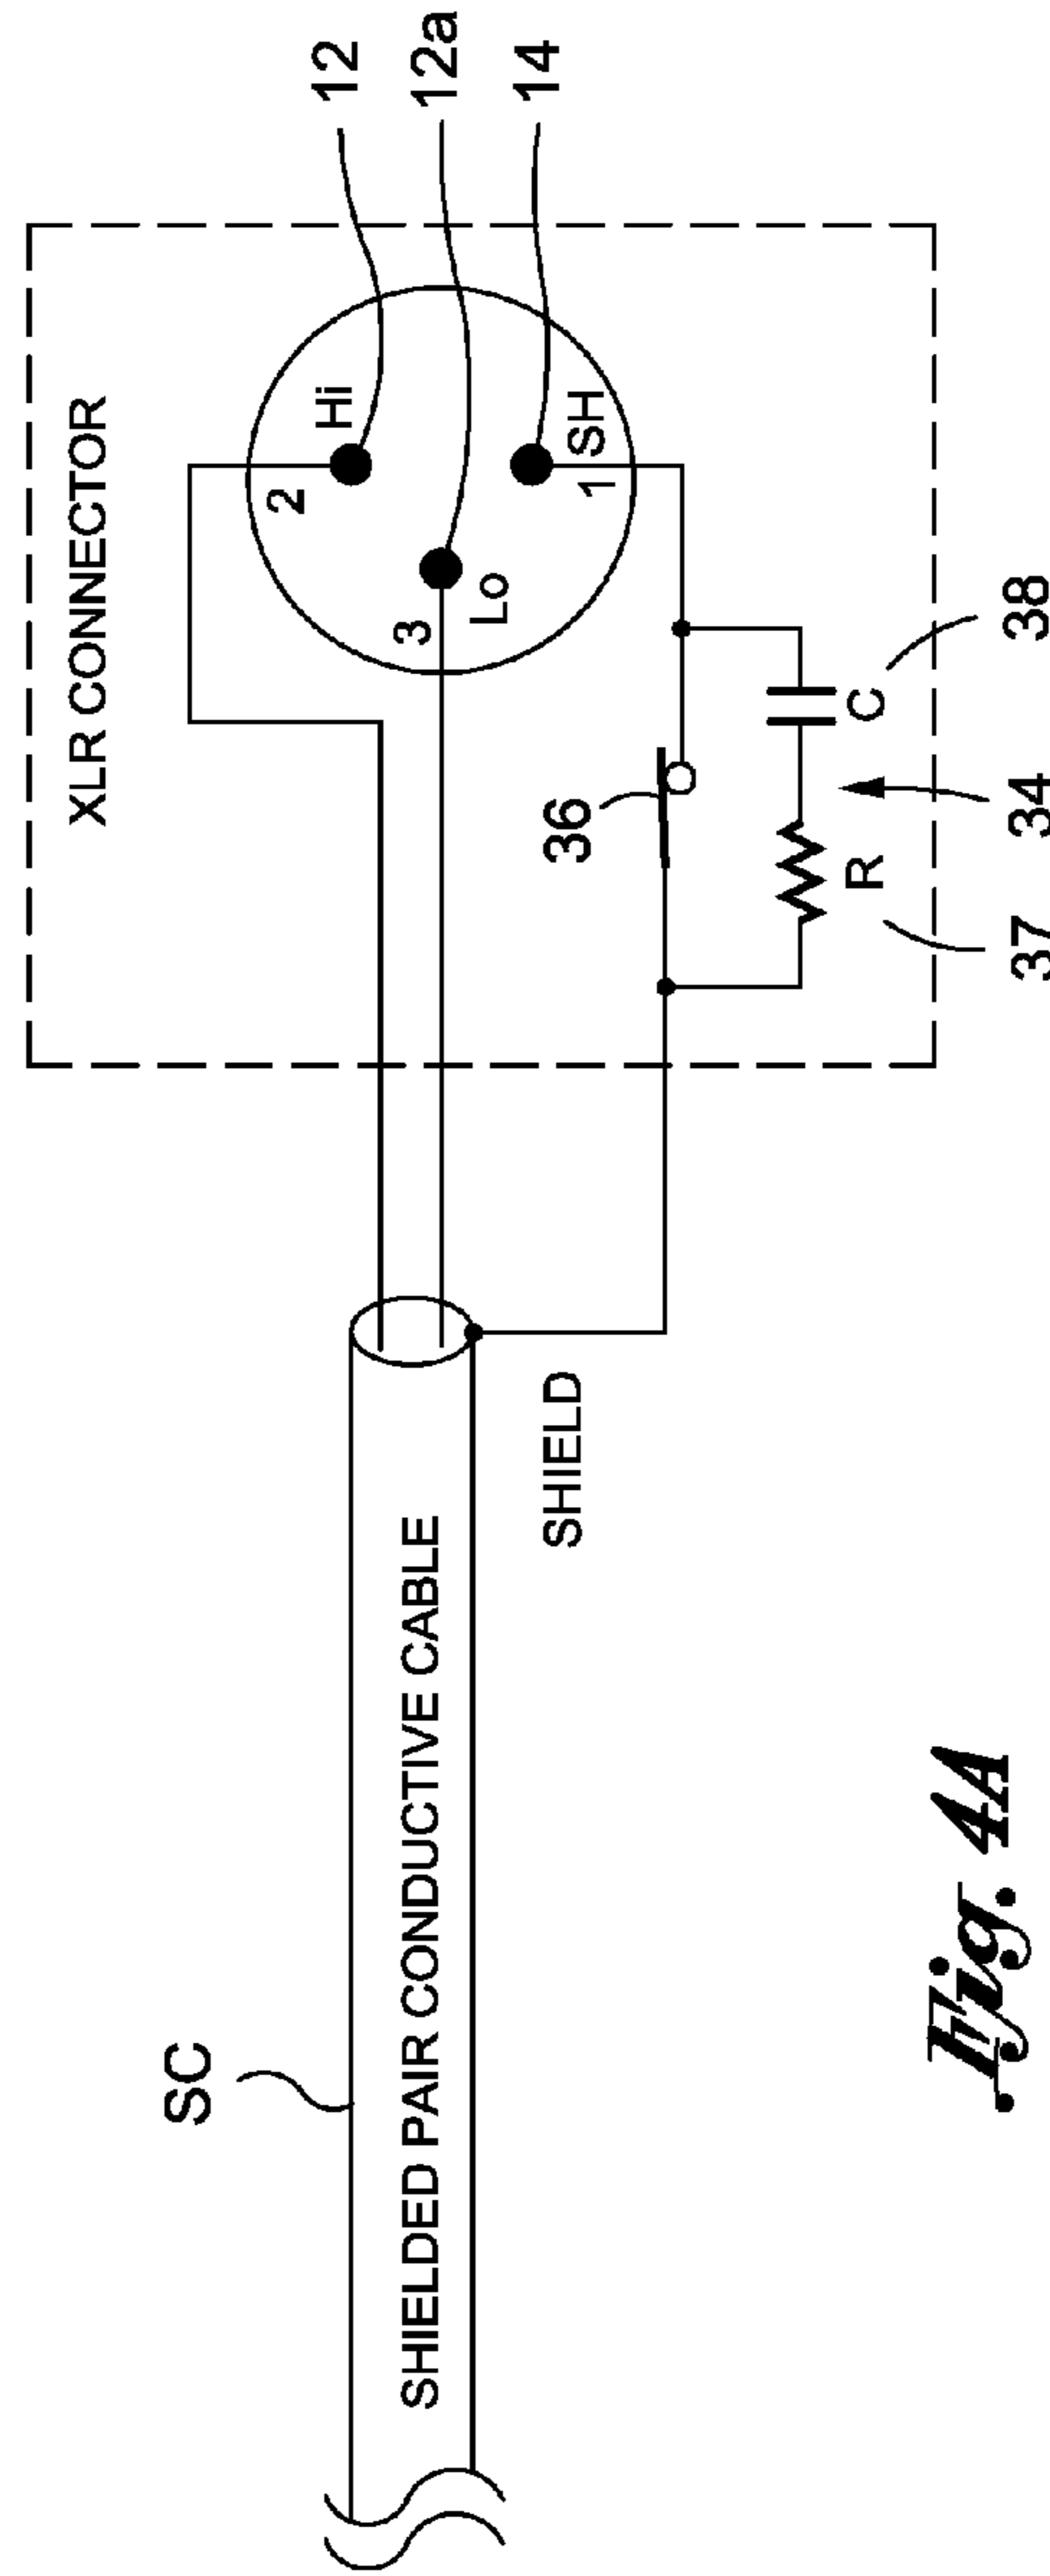 XLR CONNECTOR
12
12a
14
2
Hi
3
Lo
1
SH
36
R
C
37
34
38
SC
SHIELDED PAIR CONDUCTIVE CABLE
SHIELD
Fig. 4A